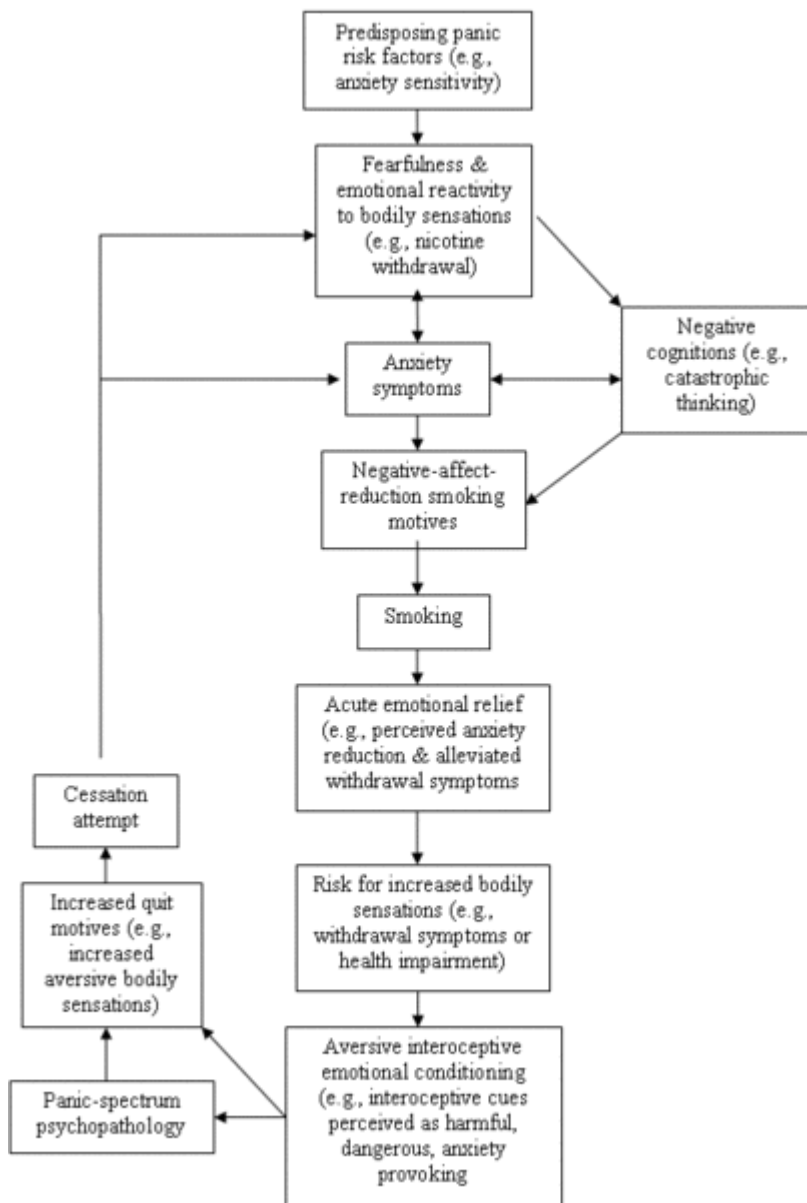 Predisposing panic
risk factors (e.g.,
anxiety sensitivity)
Fearfulness &
emotional reactivity
to bodily sensations
(e.g., nicotine
withdrawal)
Negative
cognitions (e.g.,
catastrophic
thinking)
Anxiety
symptoms
Negative-affect-
reduction smoking
motives
Smoking
Acute emotional relief
(e.g., perceived anxiety
reduction & alleviated
withdrawal symptoms
Cessation
attempt
Risk for increased bodily
sensations (e.g.,
withdrawal symptoms or
health impairment)
Increased quit
motives (e.g.,
increased
aversive bodily
sensations)
Aversive interoceptive
emotional conditioning
(e.g., interoceptive cues
perceived as harmful,
dangerous, anxiety
provoking
Panic-spectrum
psychopathology